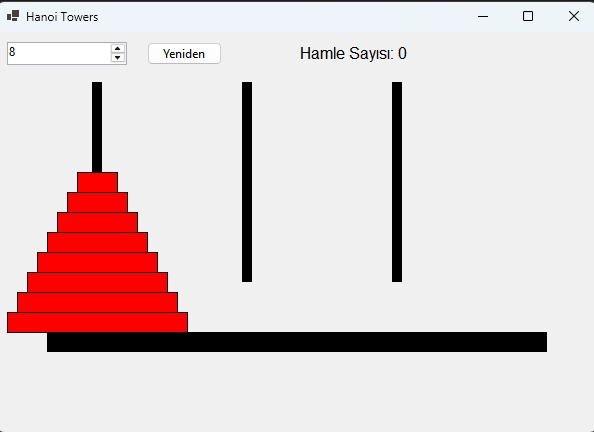 Hanoi Towers
8
Yeniden
Hamle Sayısı: 0